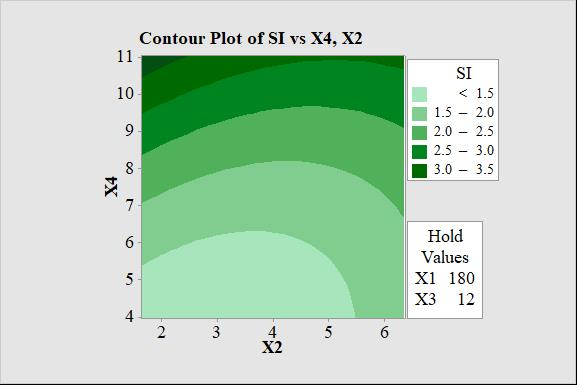 Contour Plot of SI vs X4, X2
11
10
9
8
7
6
5
4
X4
2 3 4 5 6
X2
SI
< 1.5
1.5 – 2.0
2.0 – 2.5
2.5 – 3.0
3.0 – 3.5
Hold
Values
X1 180
X3 12